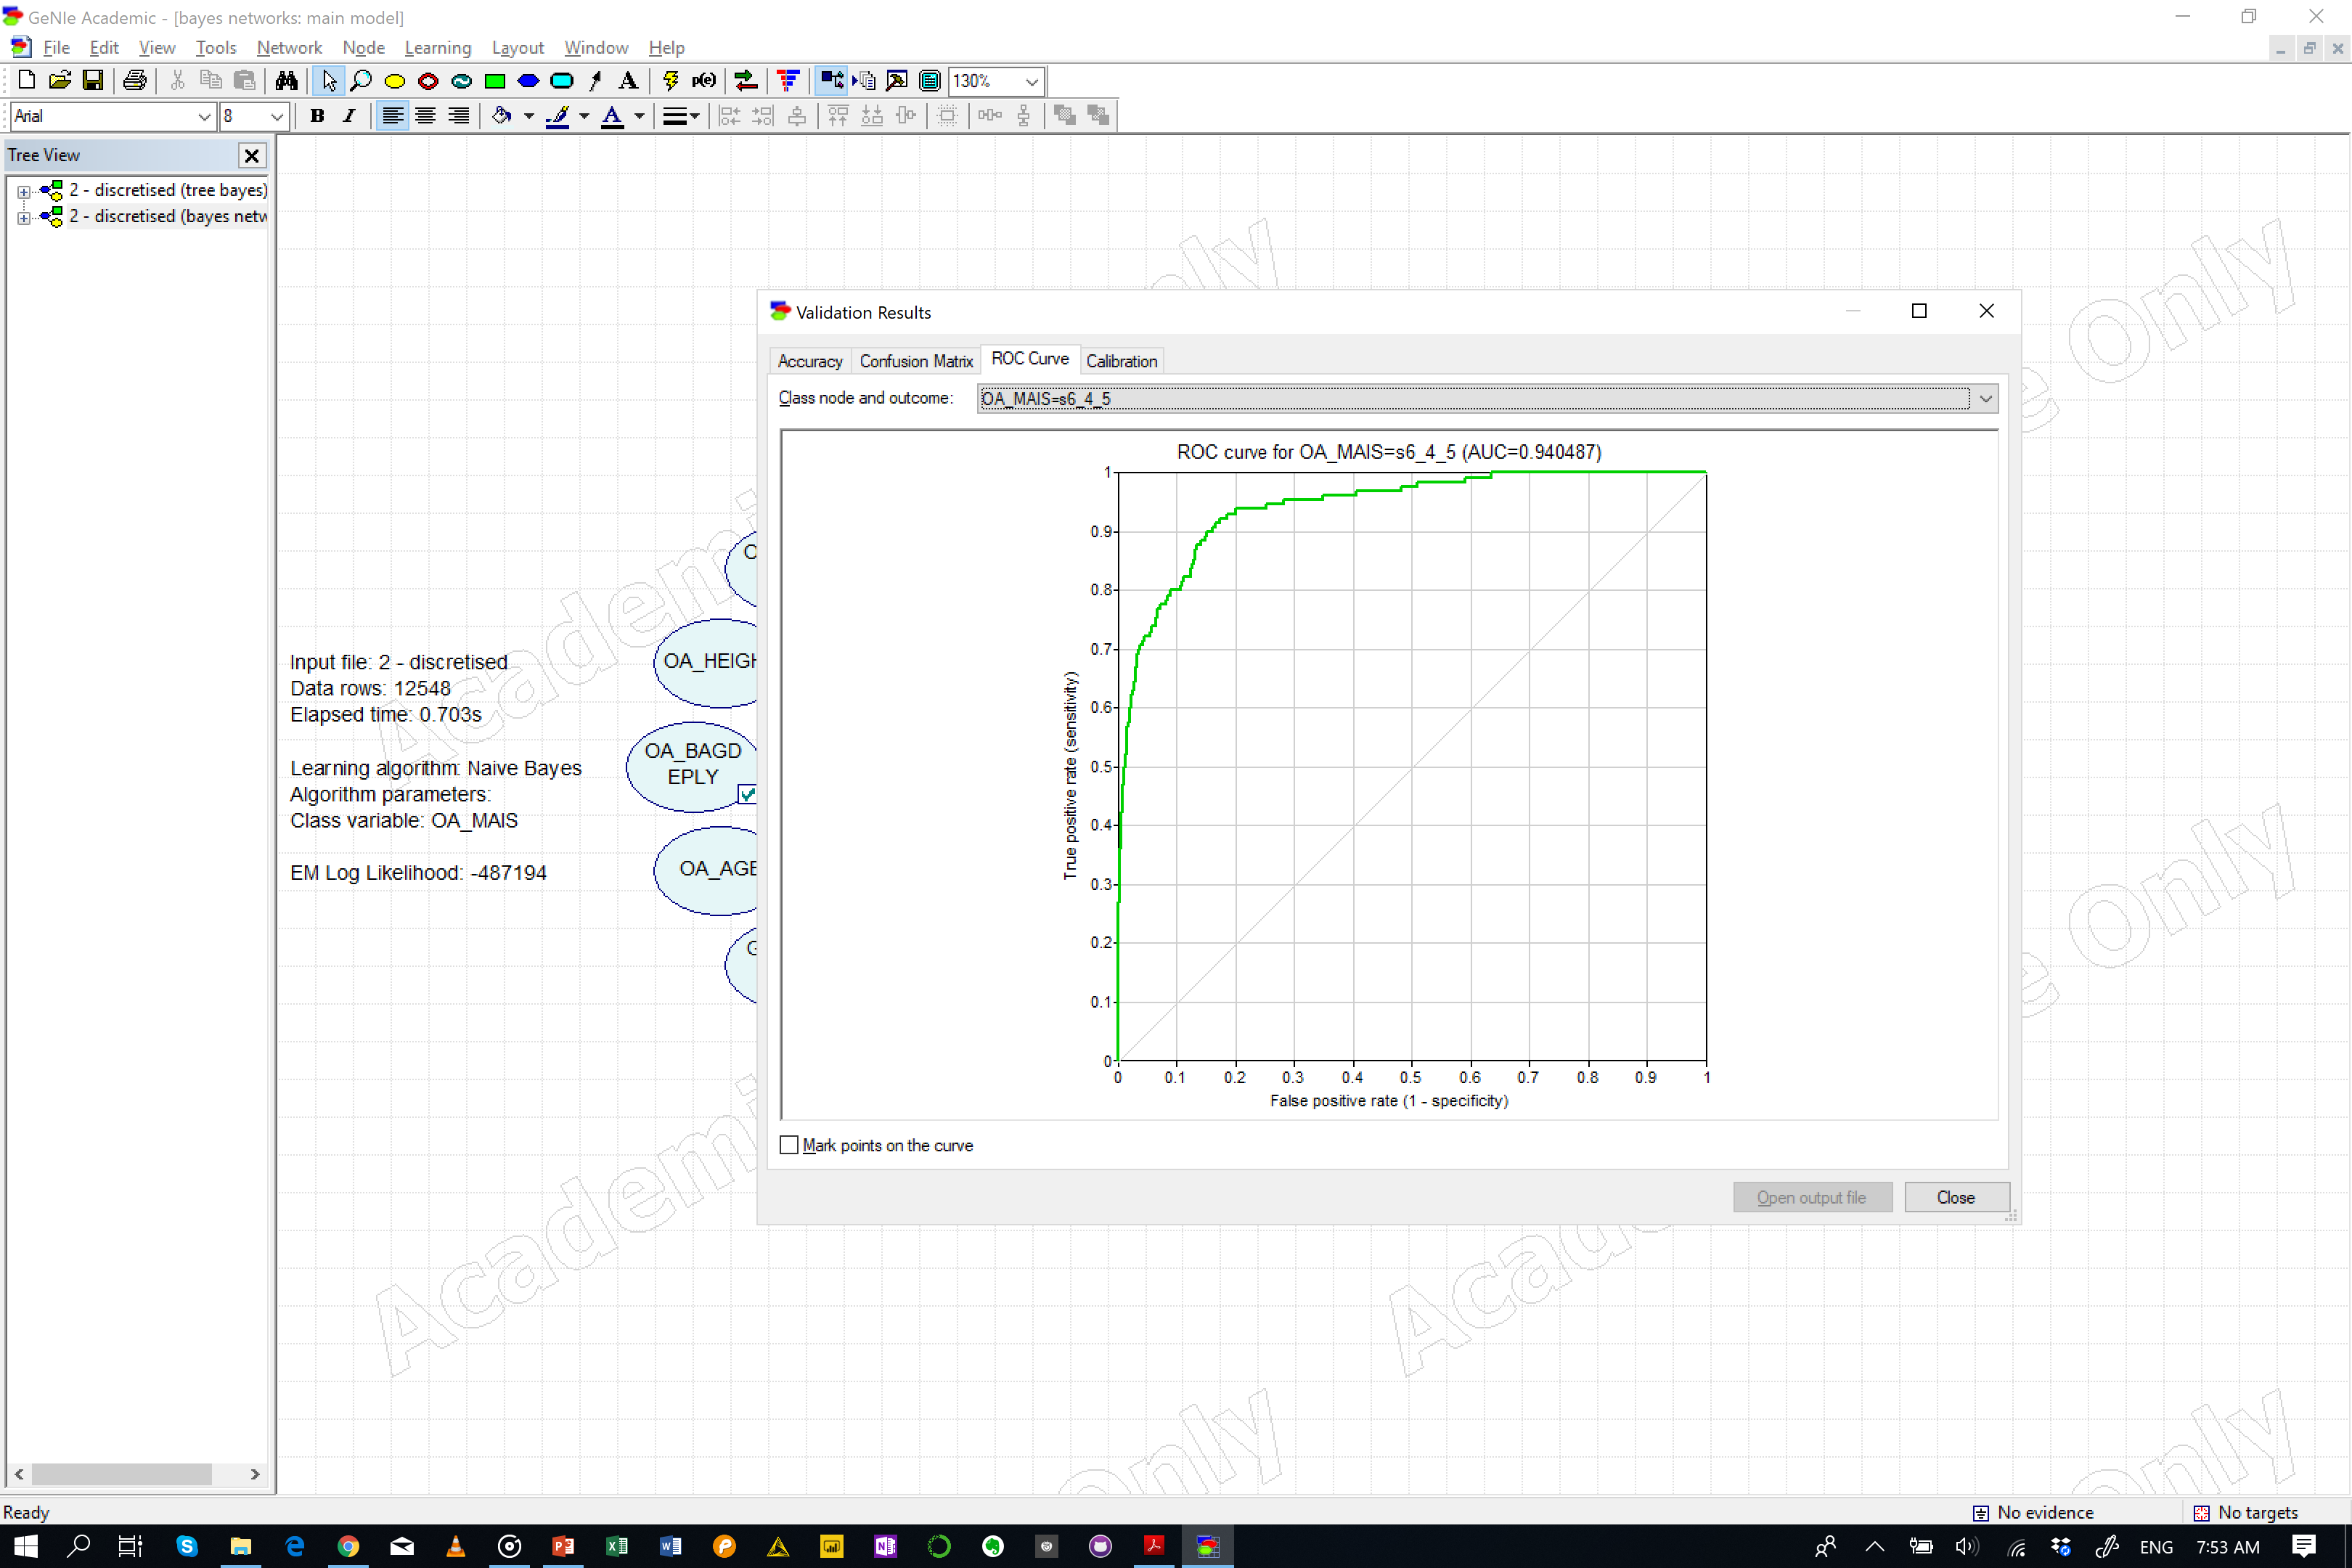 GeNIe Academic - [bayes networks: main model]
File Edit View Tools Network Node Learning Layout Window Help
p(e) 130%
Arial 8 B I A
Tree View
2 - discretised (tree bayes)
2 - discretised (bayes netw
Input file: 2 - discretised
Data rows: 12548
Elapsed time: 0.703s
Learning algorithm: Naive Bayes
Algorithm parameters:
Class variable: OA_MAIS
EM Log Likelihood: -487194
OA_HEIGH
OA_BAGD
EPLY
OA_AGE
Validation Results
Accuracy Confusion Matrix ROC Curve Calibration
Class node and outcome: OA_MAIS=s6_4_5
ROC curve for OA_MAIS=s6_4_5 (AUC=0.940487)
True positive rate (sensitivity)
1
0.9
0.8
0.7
0.6
0.5
0.4
0.3
0.2
0.1
0
0 0.1 0.2 0.3 0.4 0.5 0.6 0.7 0.8 0.9 1
False positive rate (1 - specificity)
Mark points on the curve
Open output file Close
Ready No evidence No targets
ENG 7:53 AM